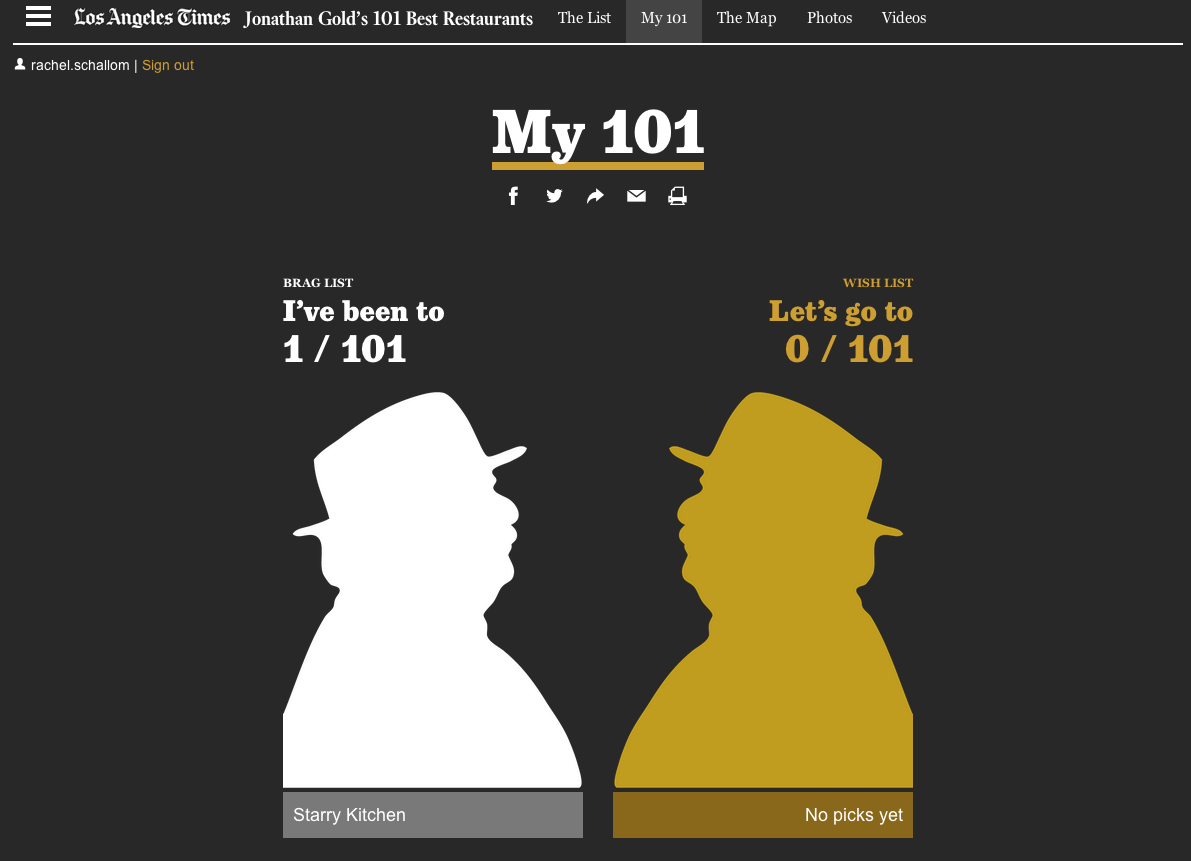 Los Angeles Times Jonathan Gold's 101 Best Restaurants The List My 101 The Map Photos Videos
rachel.schallom | Sign out
My 101
BRAG LIST
I've been to
1 / 101
WISH LIST
Let's go to
0 / 101
Starry Kitchen
No picks yet